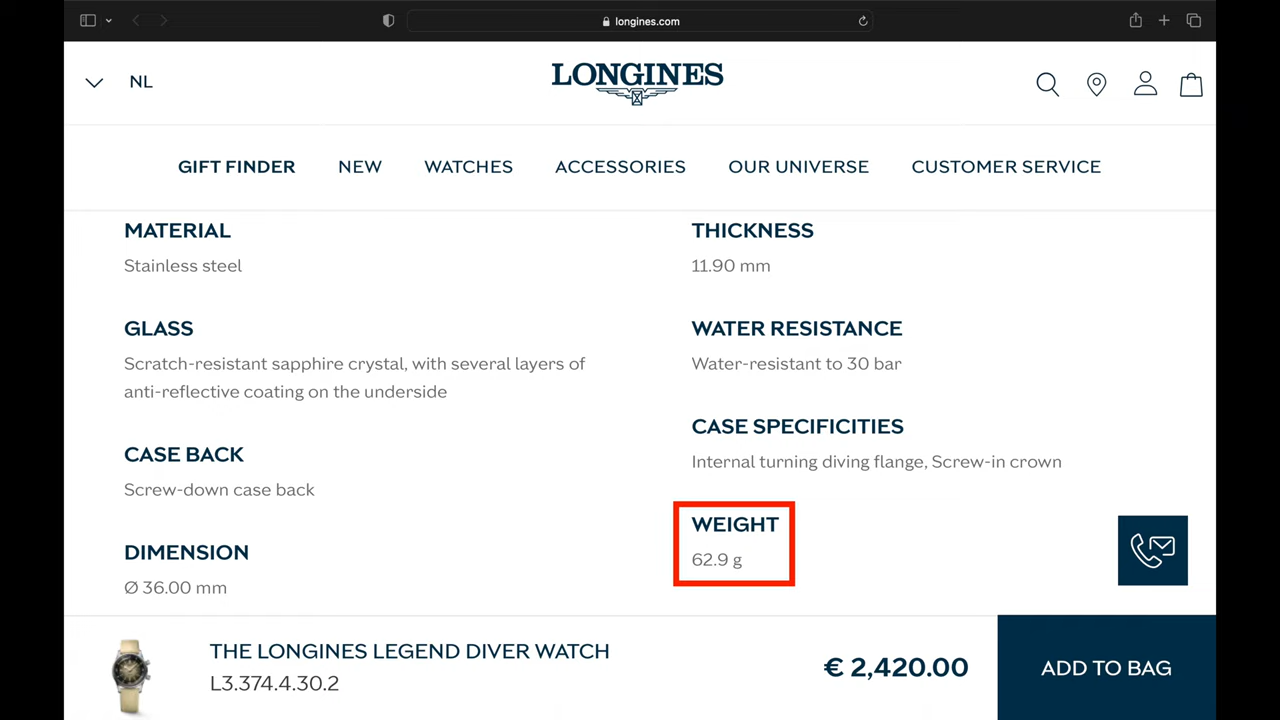 longines.com
NL
LONGINES
GIFT FINDER NEW WATCHES ACCESSORIES OUR UNIVERSE CUSTOMER SERVICE
MATERIAL
Stainless steel
GLASS
Scratch-resistant sapphire crystal, with several layers of
anti-reflective coating on the underside
CASE BACK
Screw-down case back
DIMENSION
Ø 36.00 mm
THICKNESS
11.90 mm
WATER RESISTANCE
Water-resistant to 30 bar
CASE SPECIFICITIES
Internal turning diving flange, Screw-in crown
WEIGHT
62.9 g
THE LONGINES LEGEND DIVER WATCH
L3.374.4.30.2
€ 2,420.00
ADD TO BAG